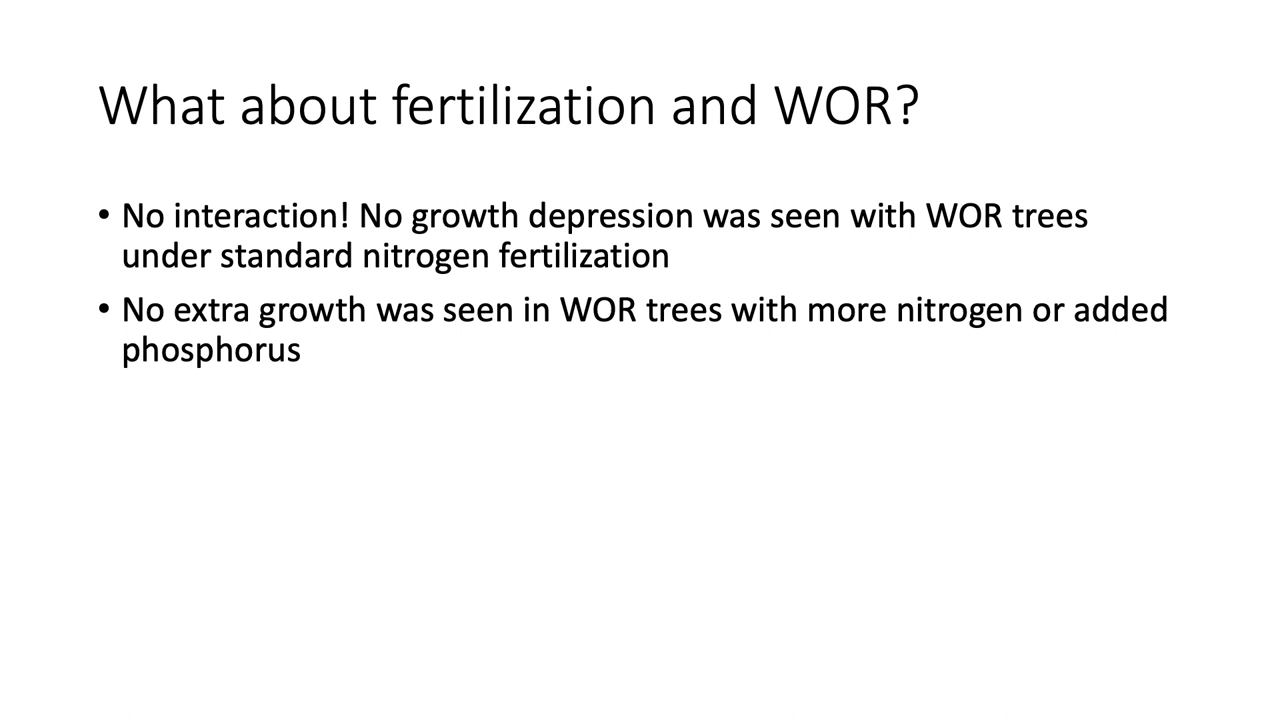 What about fertilization and WOR?
• No interaction! No growth depression was seen with WOR trees
under standard nitrogen fertilization
• No extra growth was seen in WOR trees with more nitrogen or added
phosphorus